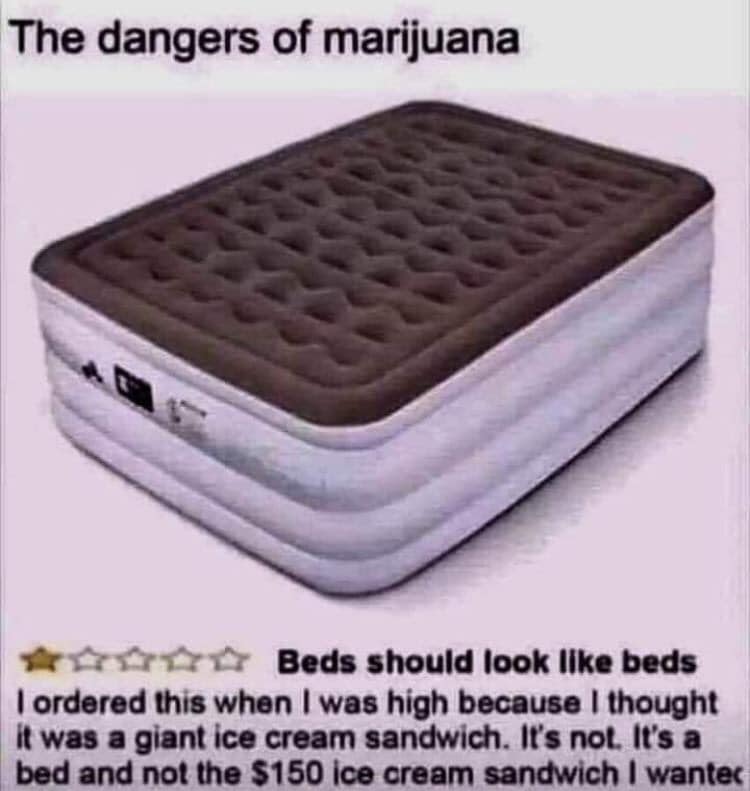 The dangers of marijuana
Beds should look like beds
I ordered this when I was high because I thought
it was a giant ice cream sandwich. It's not. It's a
bed and not the $150 ice cream sandwich I wantec